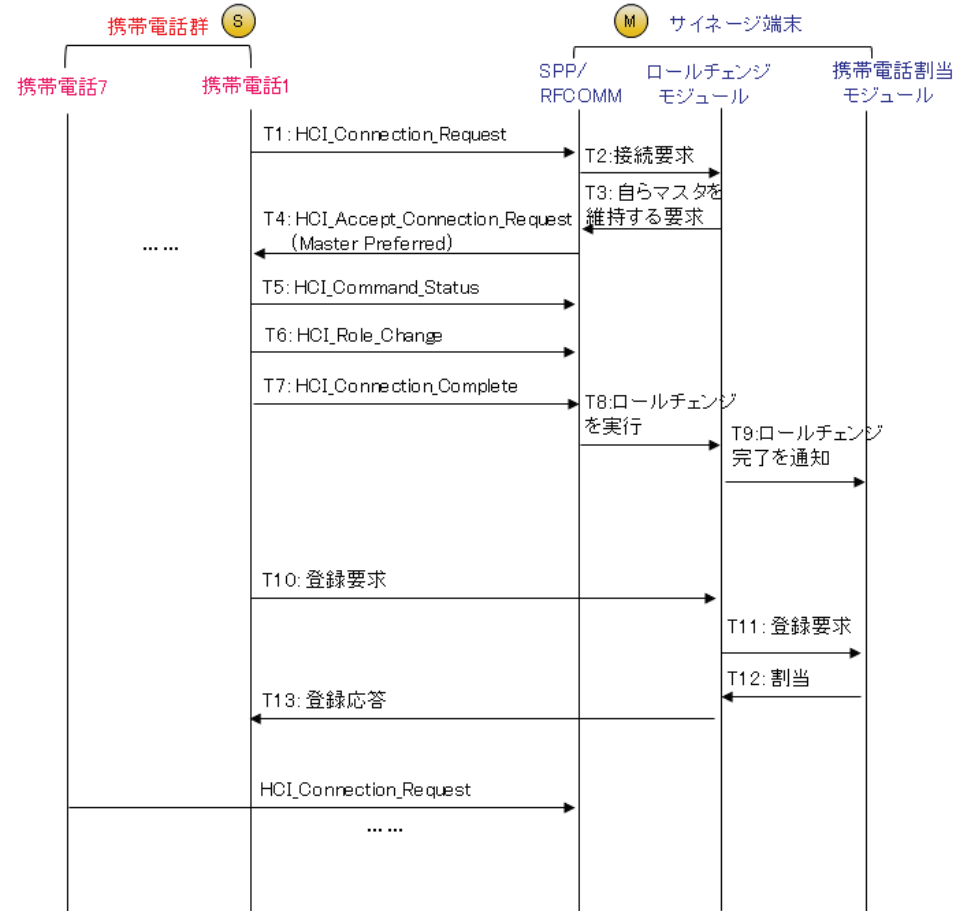 携帯電話群 S
M サイネージ端末
携帯電話7
携帯電話1
SPP/
RFCOMM
ロールチェンジ
モジュール
携帯電話割当
モジュール
T1: HCI_Connection_Request
T2:接続要求
T3: 自らマスタを
維持する要求
T4: HCI_Accept_Connection_Request
(Master Preferred)
... ...
T5: HCI_Command_Status
T6: HCI_Role_Change
T7: HCI_Connection_Complete
T8:ロールチェンジ
を実行
T9:ロールチェンジ
完了を通知
T10: 登録要求
T11: 登録要求
T12: 割当
T13: 登録応答
HCI_Connection_Request
... ...